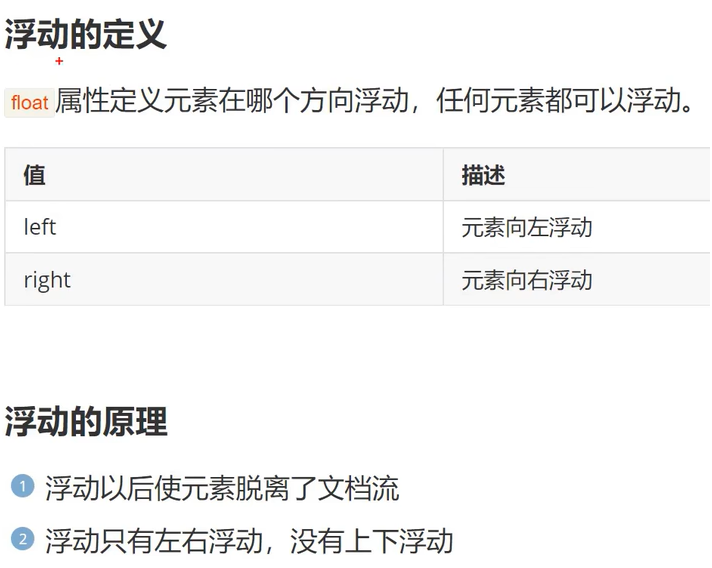 浮动的定义
float属性定义元素在哪个方向浮动，任何元素都可以浮动。
值 描述
left 元素向左浮动
right 元素向右浮动
浮动的原理
1 浮动以后使元素脱离了文档流
2 浮动只有左右浮动，没有上下浮动